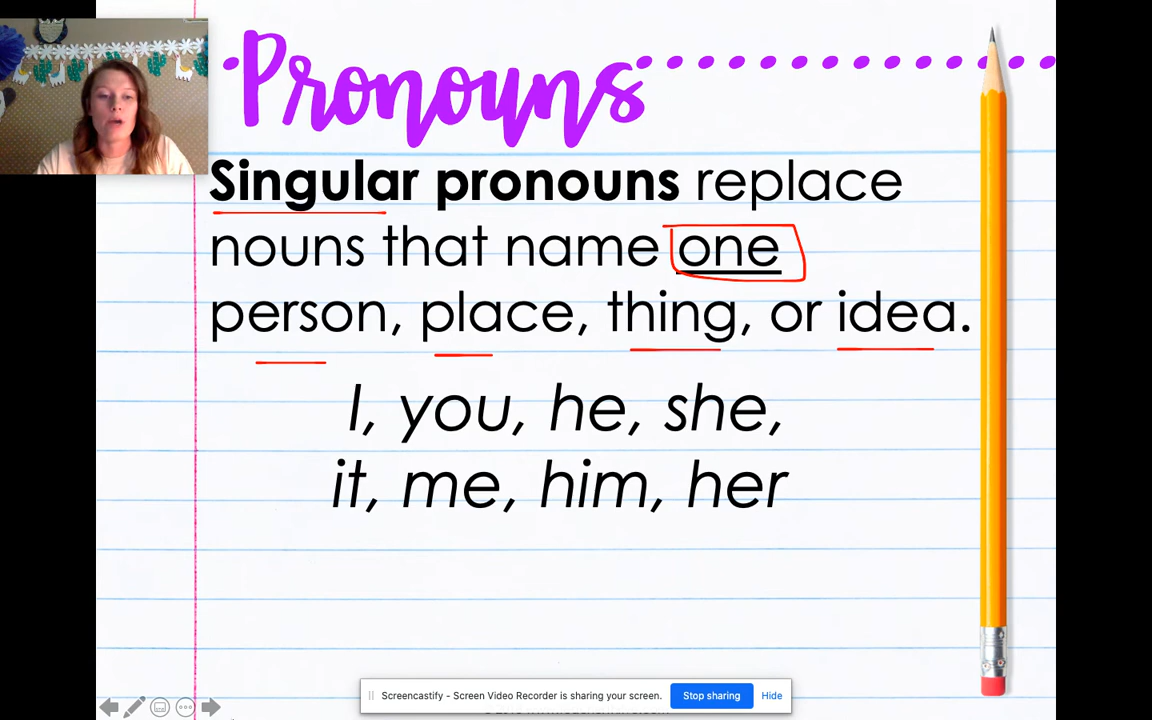 Pronouns
Singular pronouns replace
nouns that name one
person, place, thing, or idea.
I, you, he, she,
it, me, him, her
Screencastify - Screen Video Recorder is sharing your screen.
Stop sharing
Hide